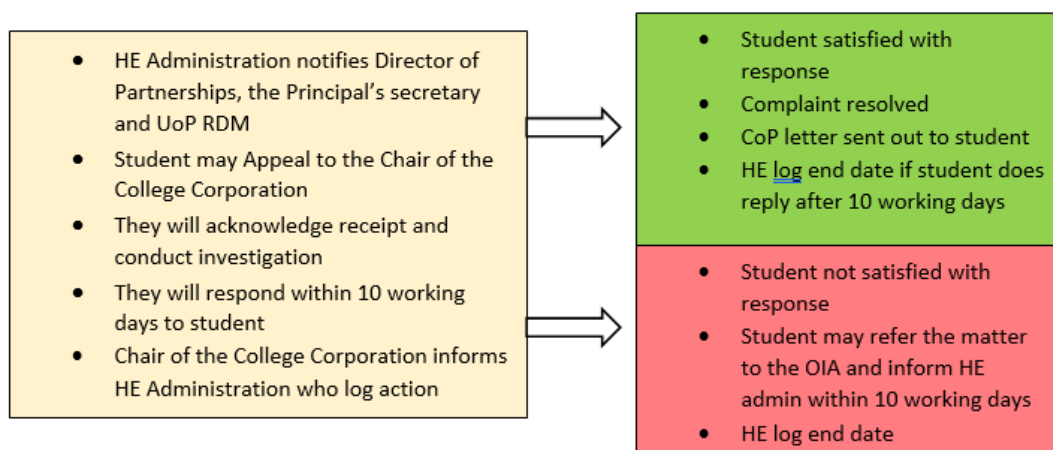 • HE Administration notifies Director of
Partnerships, the Principal's secretary
and UoP RDM
• Student may Appeal to the Chair of the
College Corporation
• They will acknowledge receipt and
conduct investigation
• They will respond within 10 working
days to student
• Chair of the College Corporation informs
HE Administration who log action
• Student satisfied with
response
• Complaint resolved
• CoP letter sent out to student
• HE log end date if student does
reply after 10 working days
• Student not satisfied with
response
• Student may refer the matter
to the OIA and inform HE
admin within 10 working days
• HE log end date